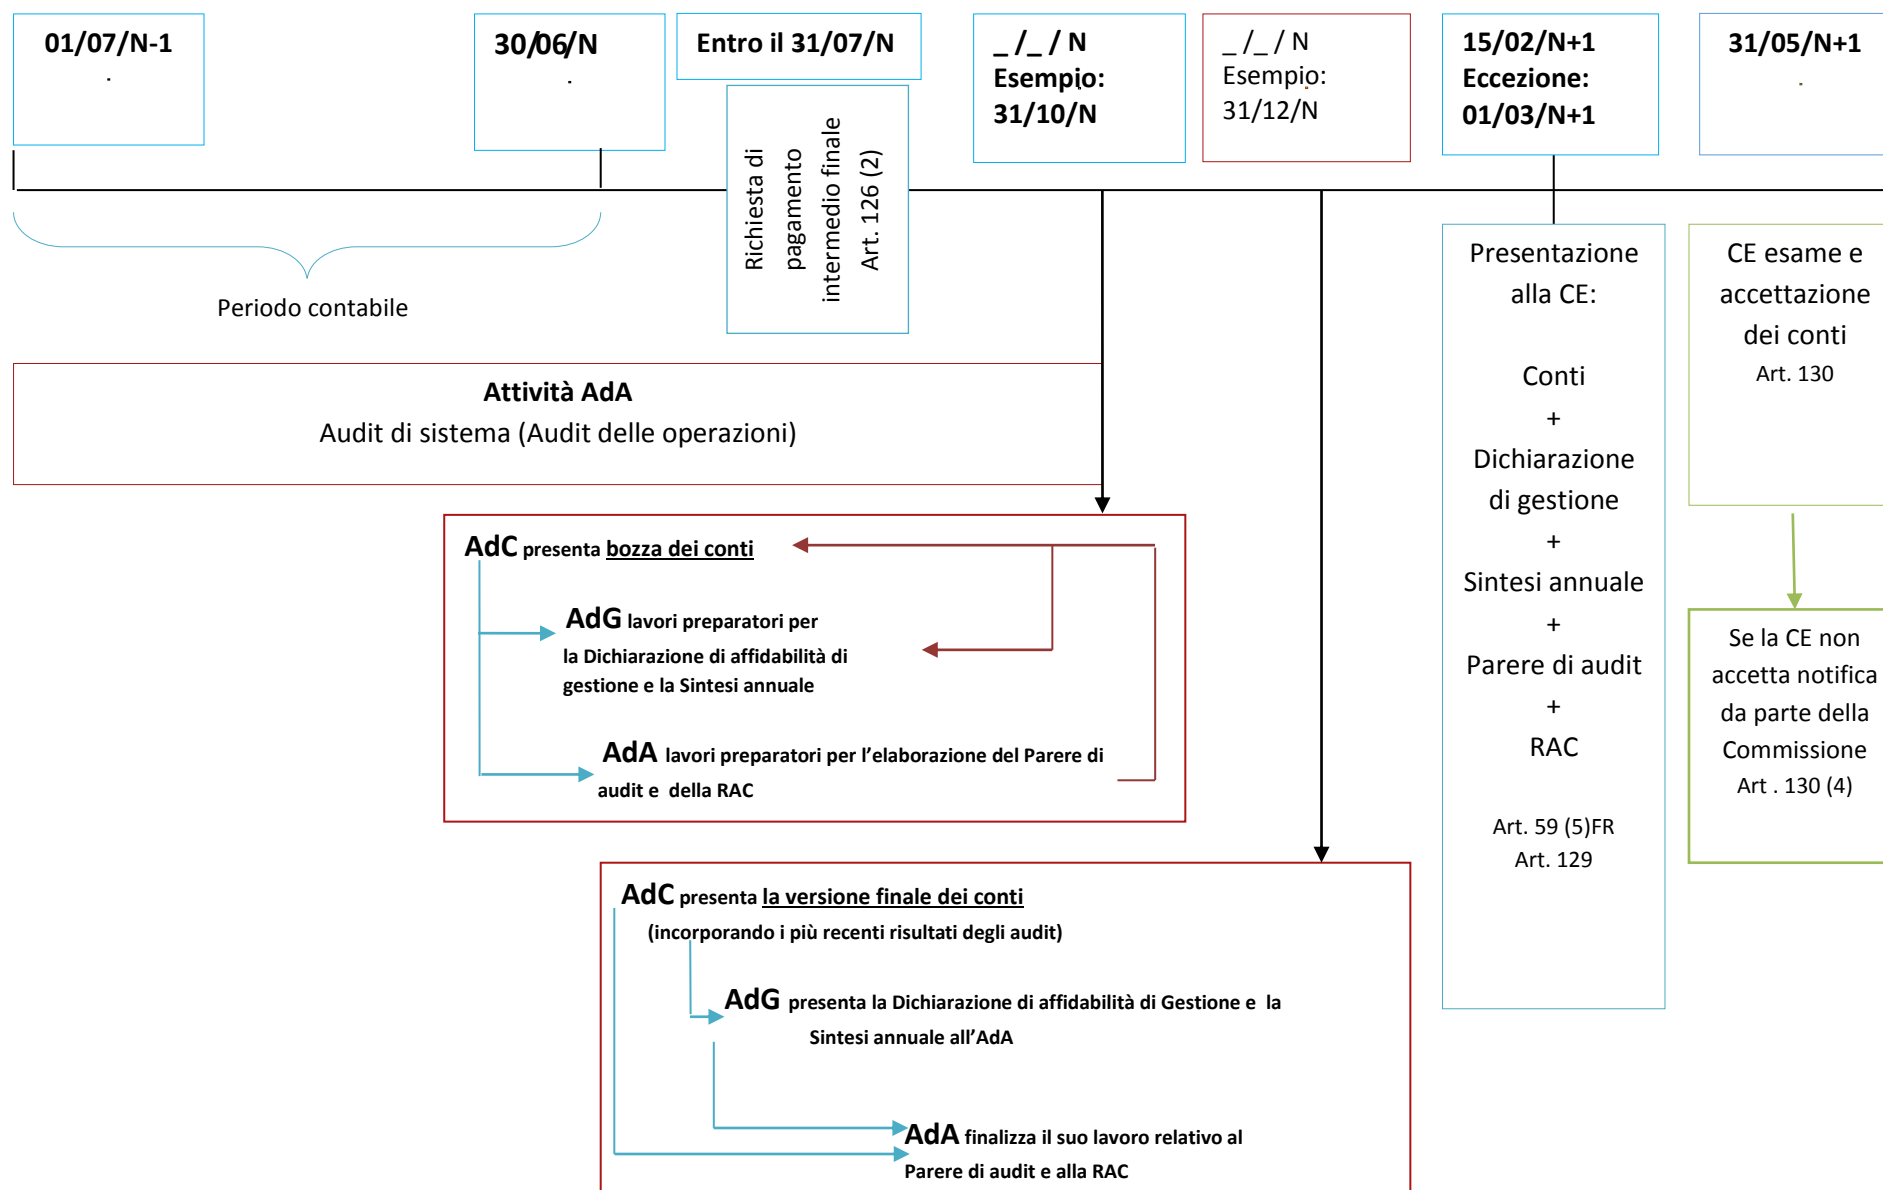 01/07/N-1
.
30/06/N
.
Entro il 31/07/N
_ /_ / N
Esempio:
31/10/N
_ /_ / N
Esempio:
31/12/N
15/02/N+1
Eccezione:
01/03/N+1
31/05/N+1
.
Richiesta di
pagamento
intermedio finale
Art. 126 (2)
Periodo contabile
Attività AdA
Audit di sistema (Audit delle operazioni)
AdC presenta bozza dei conti
AdG lavori preparatori per
la Dichiarazione di affidabilità di
gestione e la Sintesi annuale
AdA lavori preparatori per l’elaborazione del Parere di
audit e della RAC
AdC presenta la versione finale dei conti
(incorporando i più recenti risultati degli audit)
AdG presenta la Dichiarazione di affidabilità di Gestione e la
Sintesi annuale all’AdA
AdA finalizza il suo lavoro relativo al
Parere di audit e alla RAC
Presentazione
alla CE:
Conti
+
Dichiarazione
di gestione
+
Sintesi annuale
+
Parere di audit
+
RAC
Art. 59 (5)FR
Art. 129
CE esame e
accettazione
dei conti
Art. 130
Se la CE non
accetta notifica
da parte della
Commissione
Art . 130 (4)